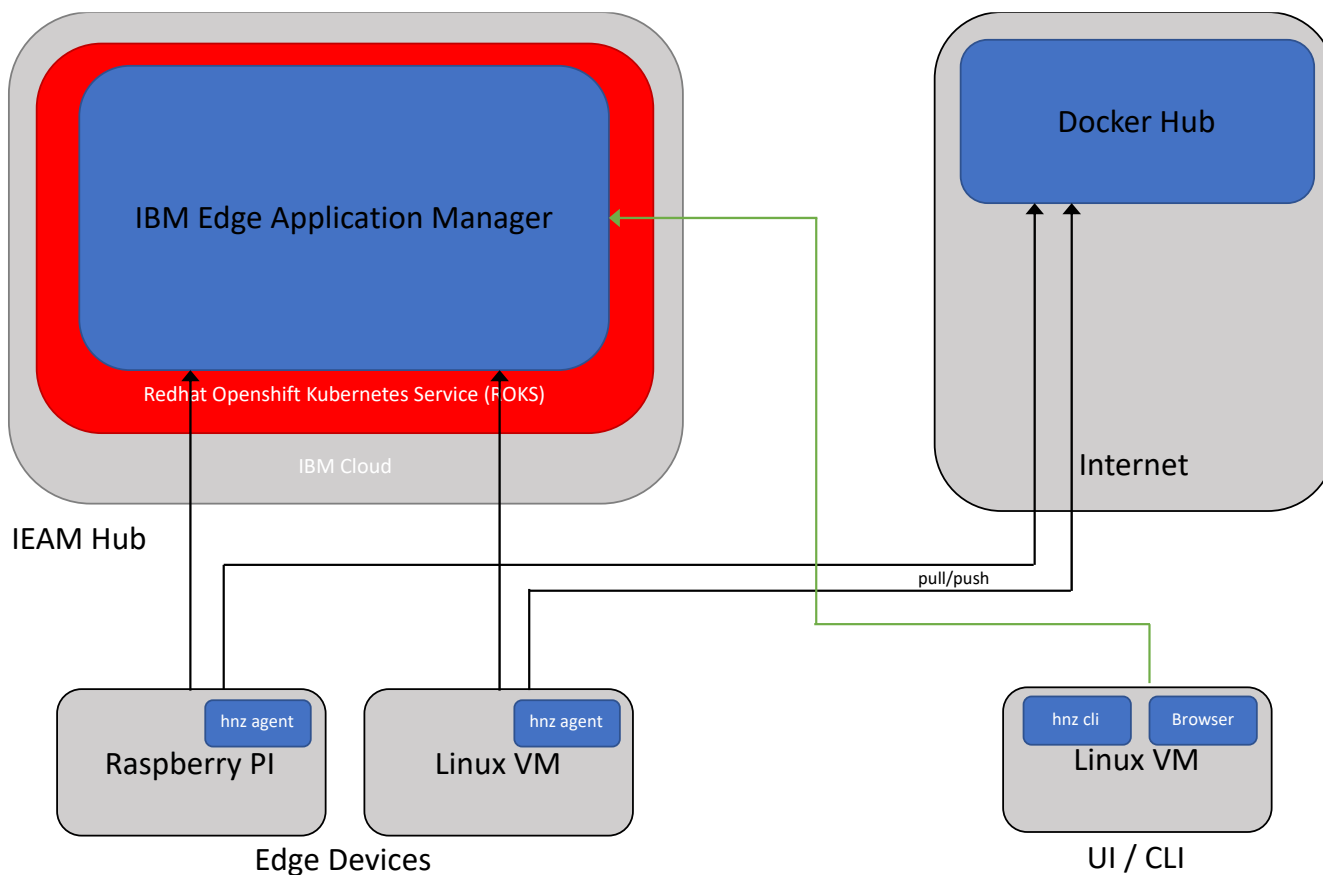 IBM Edge Application Manager
Redhat Openshift Kubernetes Service (ROKS)
IBM Cloud
IEAM Hub
Docker Hub
Internet
pull/push
hnz agent
Raspberry PI
hnz agent
Linux VM
Edge Devices
hnz cli
Browser
Linux VM
UI / CLI